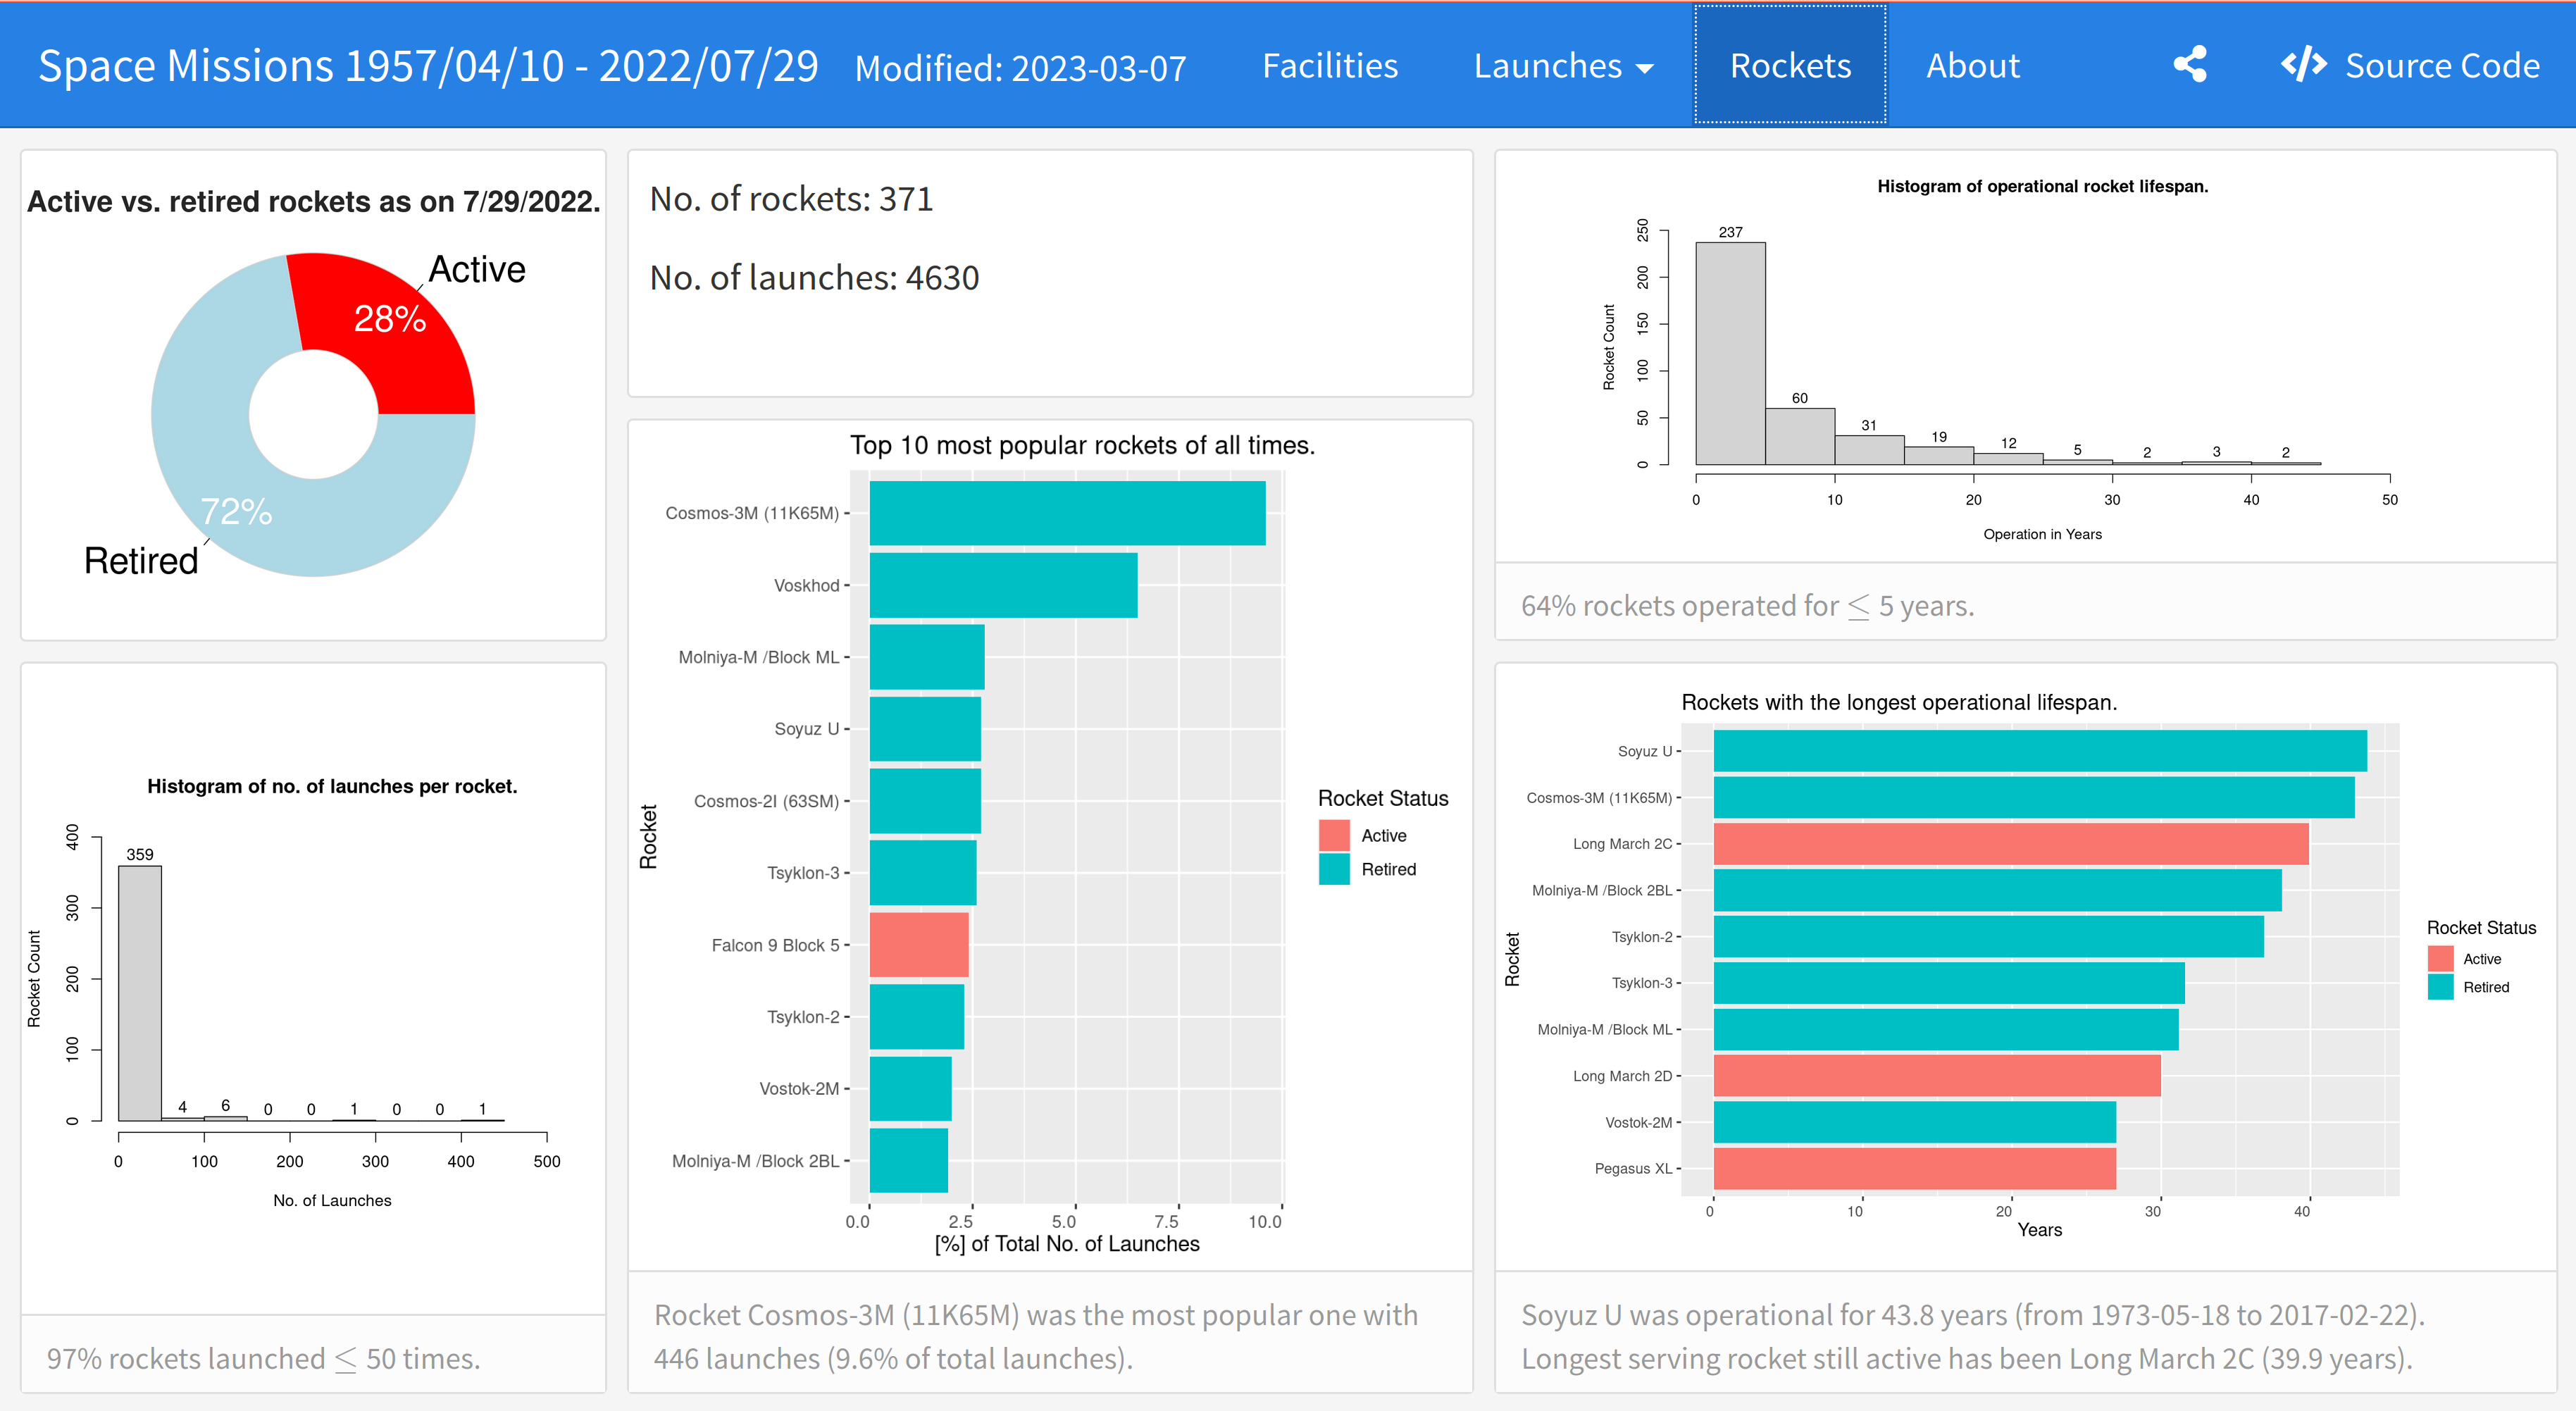 Space Missions 1957/04/10 - 2022/07/29 Modified: 2023-03-07 Facilities Launches Rockets About Source Code
Active vs. retired rockets as on 7/29/2022.
Active
28%
72%
Retired
Histogram of no. of launches per rocket.
Rocket Count
400
300
200
100
0
359
4 6 0 0 1 0 0 1
0 100 200 300 400 500
No. of Launches
97% rockets launched ≤ 50 times.
No. of rockets: 371
No. of launches: 4630
Top 10 most popular rockets of all times.
Rocket
Cosmos-3M (11K65M)
Voskhod
Molniya-M /Block ML
Soyuz U
Cosmos-2I (63SM)
Tsyklon-3
Falcon 9 Block 5
Tsyklon-2
Vostok-2M
Molniya-M /Block 2BL
0.0 2.5 5.0 7.5 10.0
[%] of Total No. of Launches
Rocket Status
Active
Retired
Rocket Cosmos-3M (11K65M) was the most popular one with
446 launches (9.6% of total launches).
Histogram of operational rocket lifespan.
Rocket Count
250
200
150
100
50
0
237
60
31
19
12
5
2
3
2
0 10 20 30 40 50
Operation in Years
64% rockets operated for ≤ 5 years.
Rockets with the longest operational lifespan.
Rocket
Soyuz U
Cosmos-3M (11K65M)
Long March 2C
Molniya-M /Block 2BL
Tsyklon-2
Tsyklon-3
Molniya-M /Block ML
Long March 2D
Vostok-2M
Pegasus XL
0 10 20 30 40
Years
Rocket Status
Active
Retired
Soyuz U was operational for 43.8 years (from 1973-05-18 to 2017-02-22).
Longest serving rocket still active has been Long March 2C (39.9 years).